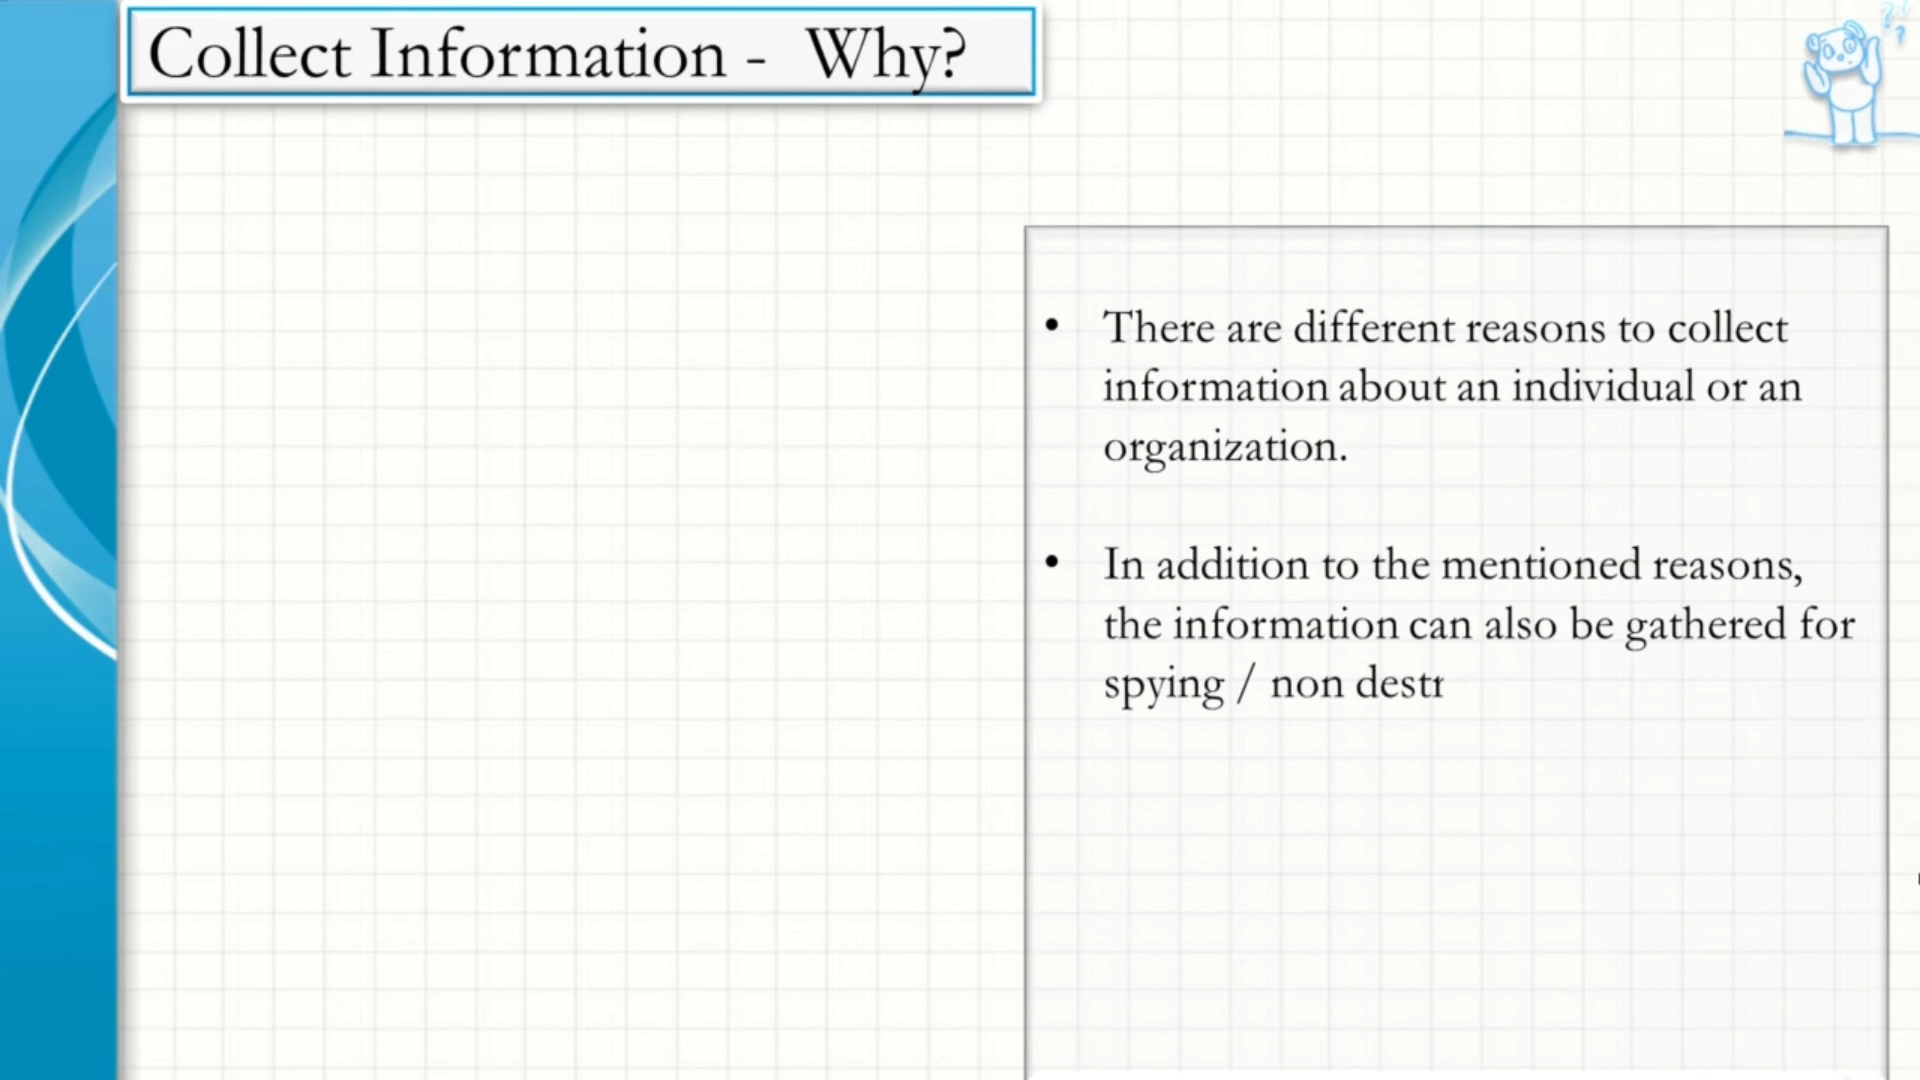 Collect Information - Why?
• There are different reasons to collect
information about an individual or an
organization.
• In addition to the mentioned reasons,
the information can also be gathered for
spying / non destr